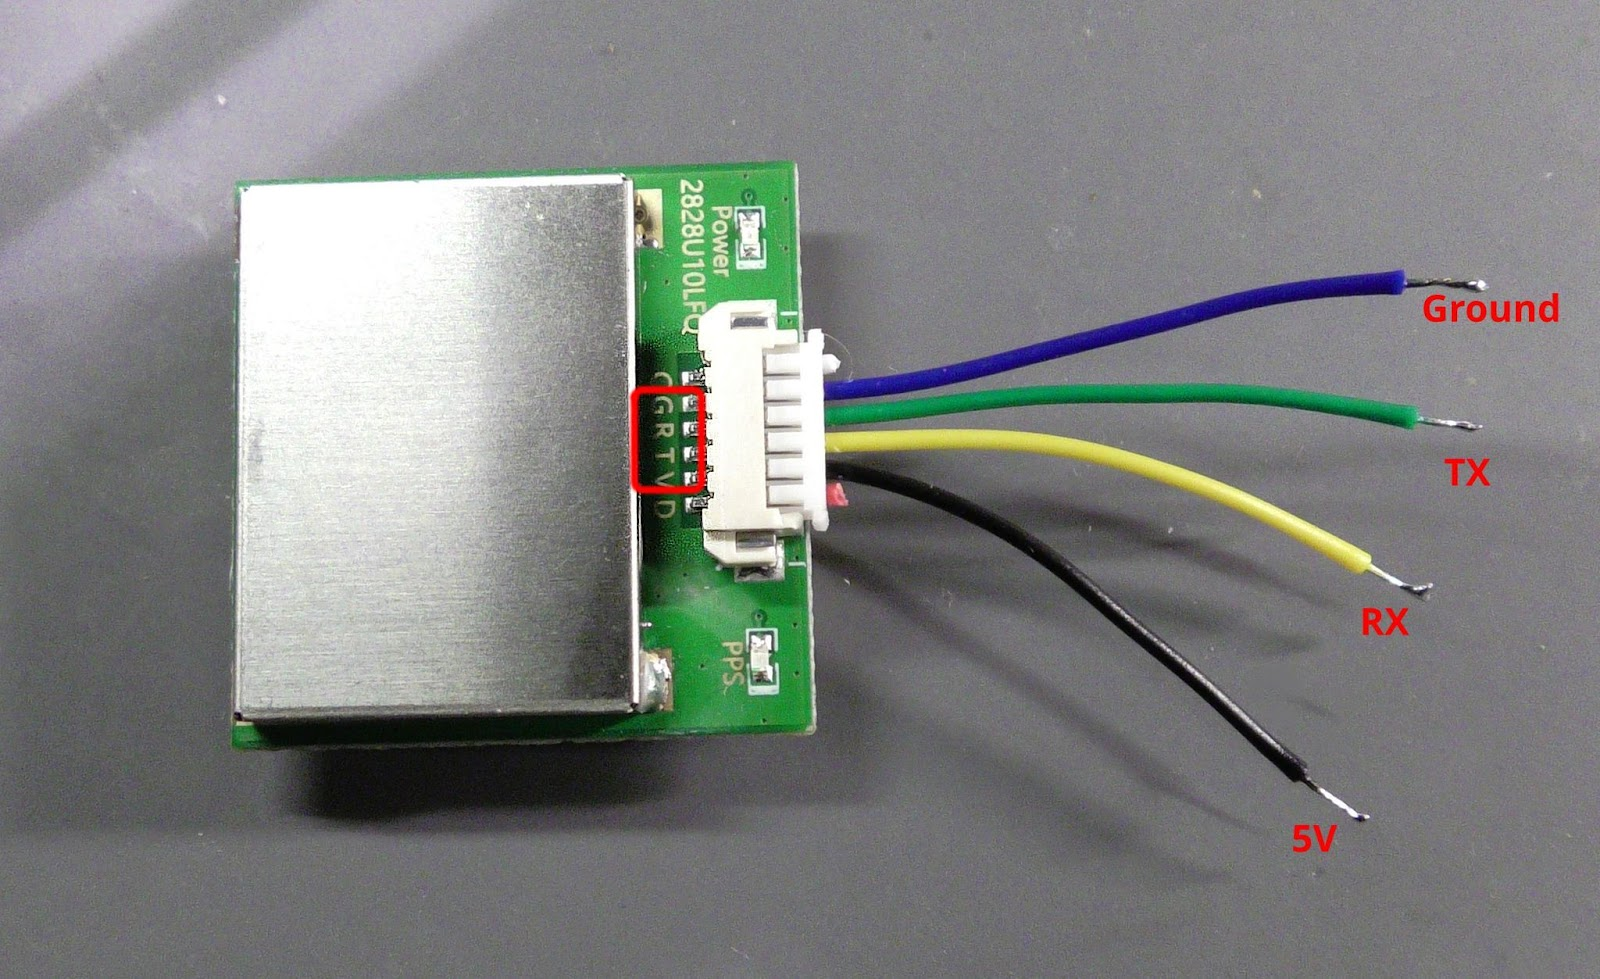 Power
2828U10LFQ
Ground
G
R
T
V
D
TX
RX
PPS
5V